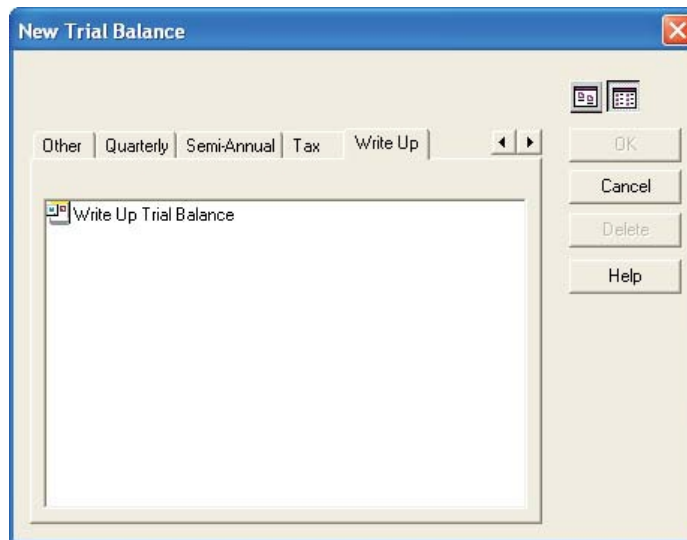 New Trial Balance
Other Quarterly Semi-Annual Tax Write Up
OK
Cancel
Delete
Help
Write Up Trial Balance